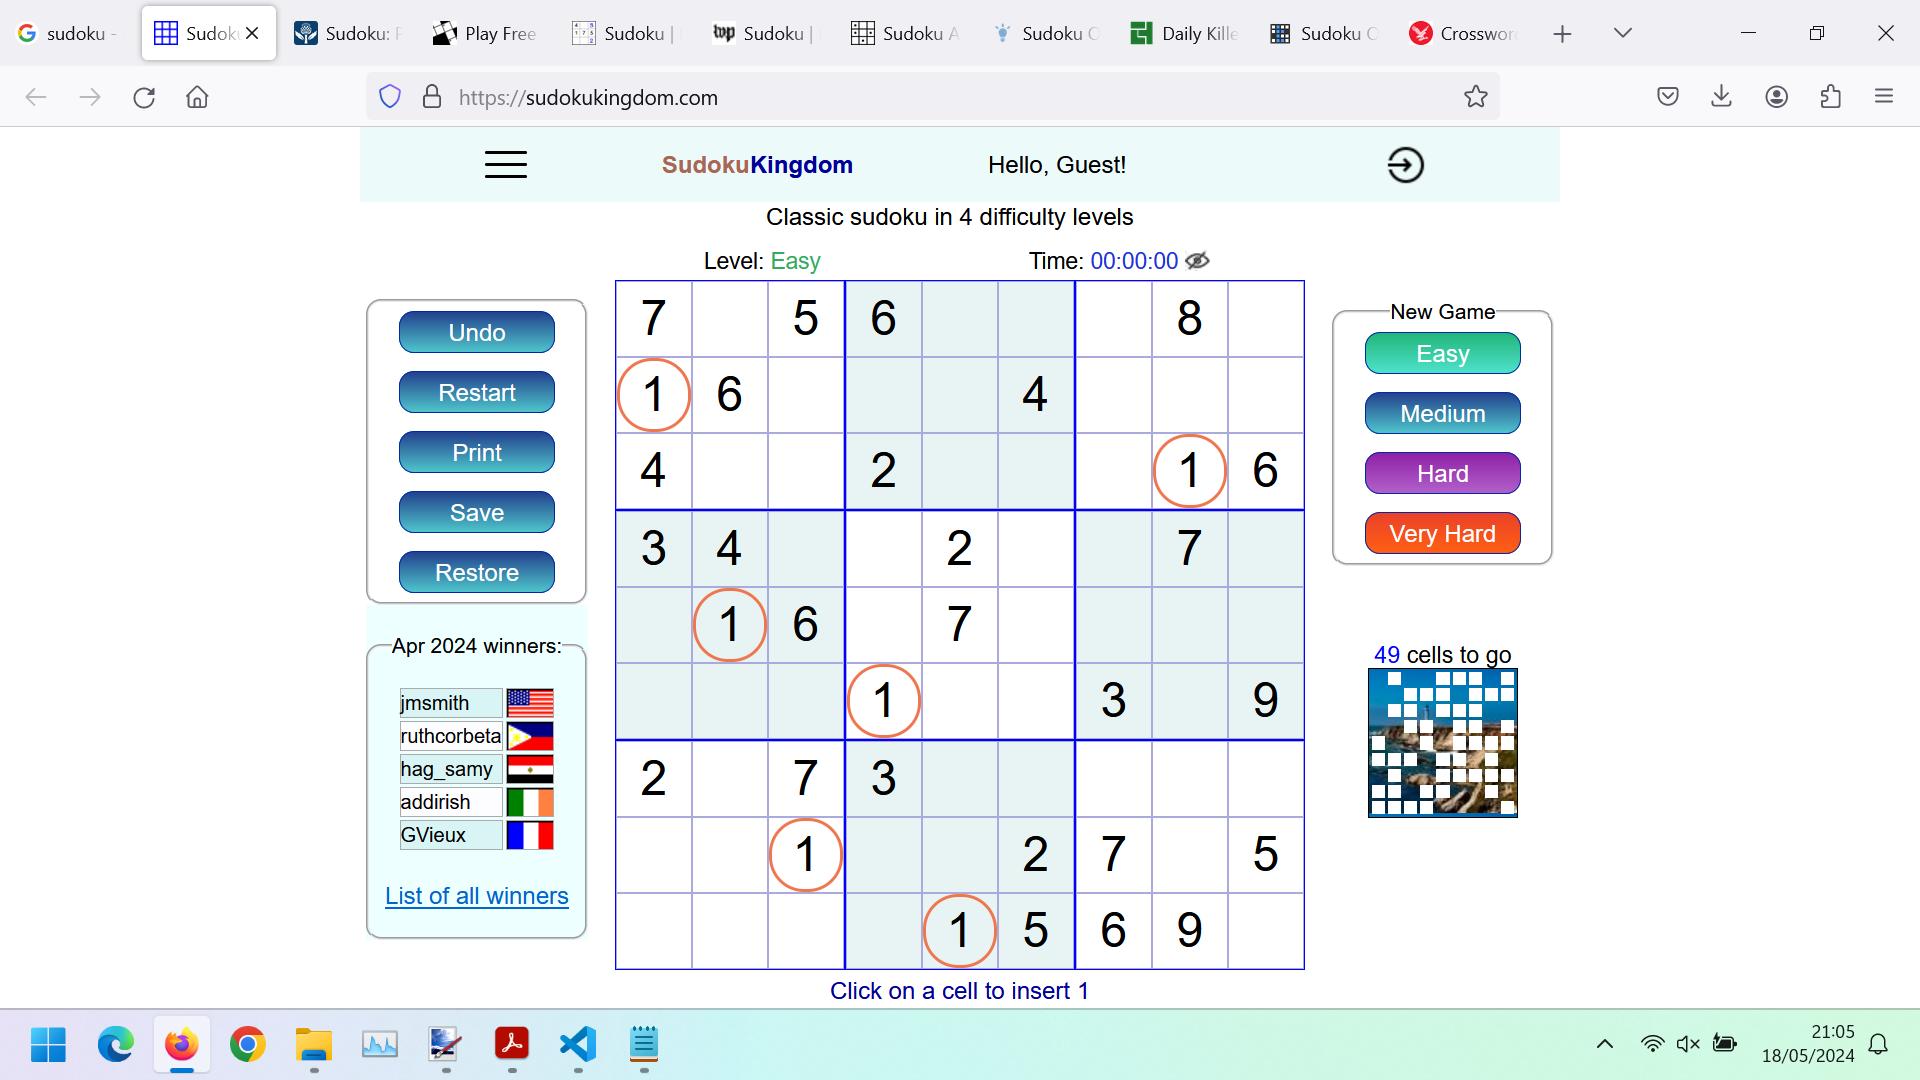 sudoku -
Sudok
Sudoku: F
Play Free
Sudoku |
Sudoku |
Sudoku A
Sudoku O
Daily Kille
Sudoku O
Crosswor
https://sudokukingdom.com
SudokuKingdom
Hello, Guest!
Classic sudoku in 4 difficulty levels
Level: Easy
Time: 00:00:00
Undo
Restart
Print
Save
Restore
Apr 2024 winners:
jmsmith
ruthcorbeta
hag_samy
addirish
GVieux
List of all winners
7 5 6 8
1 6 4
4 2 1 6
3 4 2 7
1 6 7
1 3 9
2 7 3
1 2 7 5
1 5 6 9
Click on a cell to insert 1
New Game
Easy
Medium
Hard
Very Hard
49 cells to go
21:05
18/05/2024